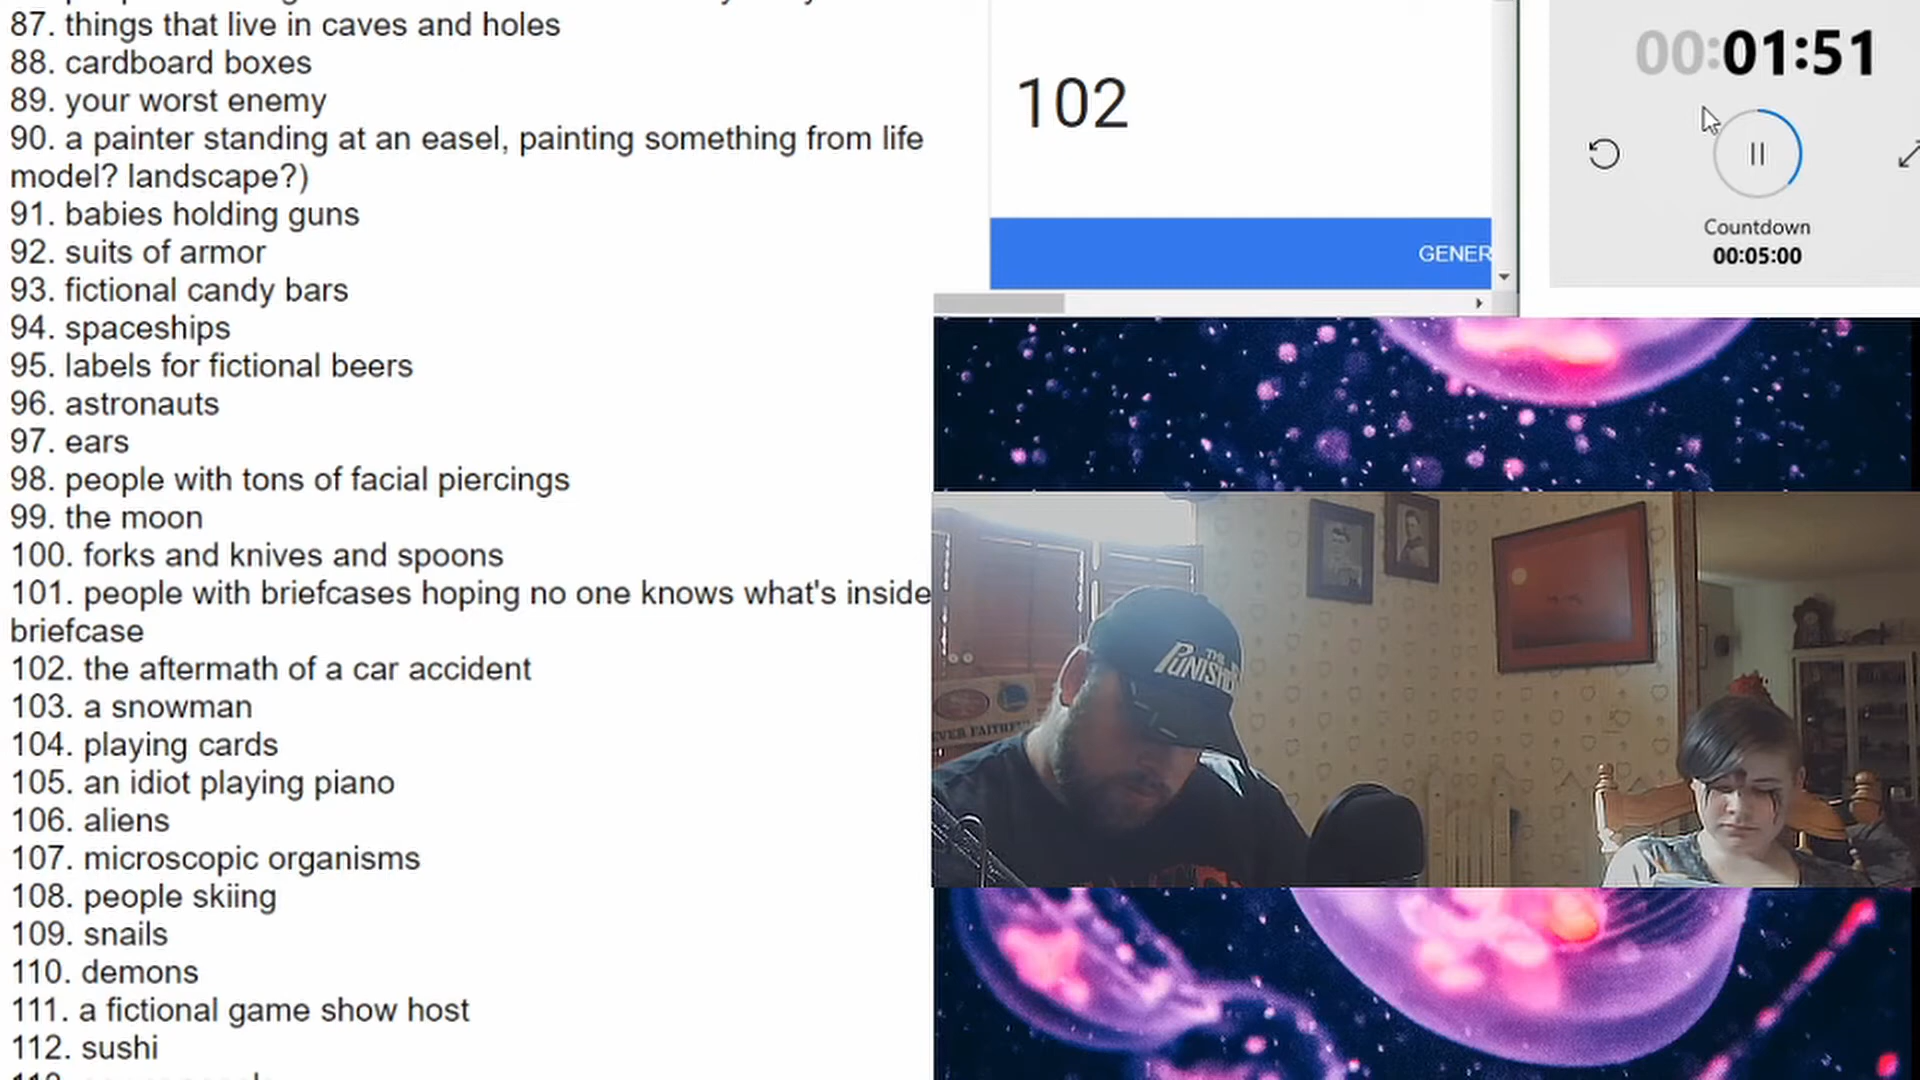 87. things that live in caves and holes
88. cardboard boxes
89. your worst enemy
90. a painter standing at an easel, painting something from life
model? landscape?)
91. babies holding guns
92. suits of armor
93. fictional candy bars
94. spaceships
95. labels for fictional beers
96. astronauts
97. ears
98. people with tons of facial piercings
99. the moon
100. forks and knives and spoons
101. people with briefcases hoping no one knows what's inside
briefcase
102. the aftermath of a car accident
103. a snowman
104. playing cards
105. an idiot playing piano
106. aliens
107. microscopic organisms
108. people skiing
109. snails
110. demons
111. a fictional game show host
112. sushi
102
GENER
00:01:51
Countdown
00:05:00
THE
PUNISHE
EVER FAITHF